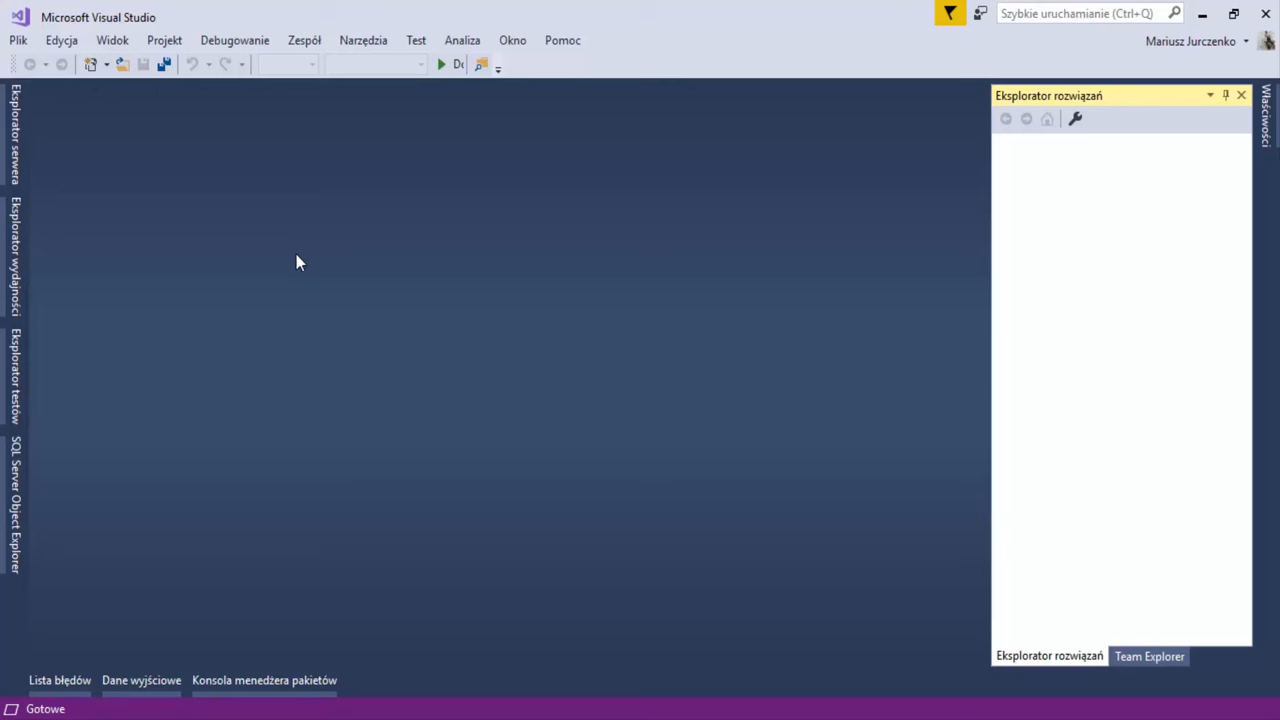 Microsoft Visual Studio
Szybkie uruchamianie (Ctrl+Q)
Plik Edycja Widok Projekt Debugowanie Zespół Narzędzia Test Analiza Okno Pomoc
Mariusz Jurczenko
Eksplorator serwera
Eksplorator wydajności
Eksplorator testów
SQL Server Object Explorer
Eksplorator rozwiązań
Właściwości
Eksplorator rozwiązań Team Explorer
Lista błędów Dane wyjściowe Konsola menedżera pakietów
Gotowe